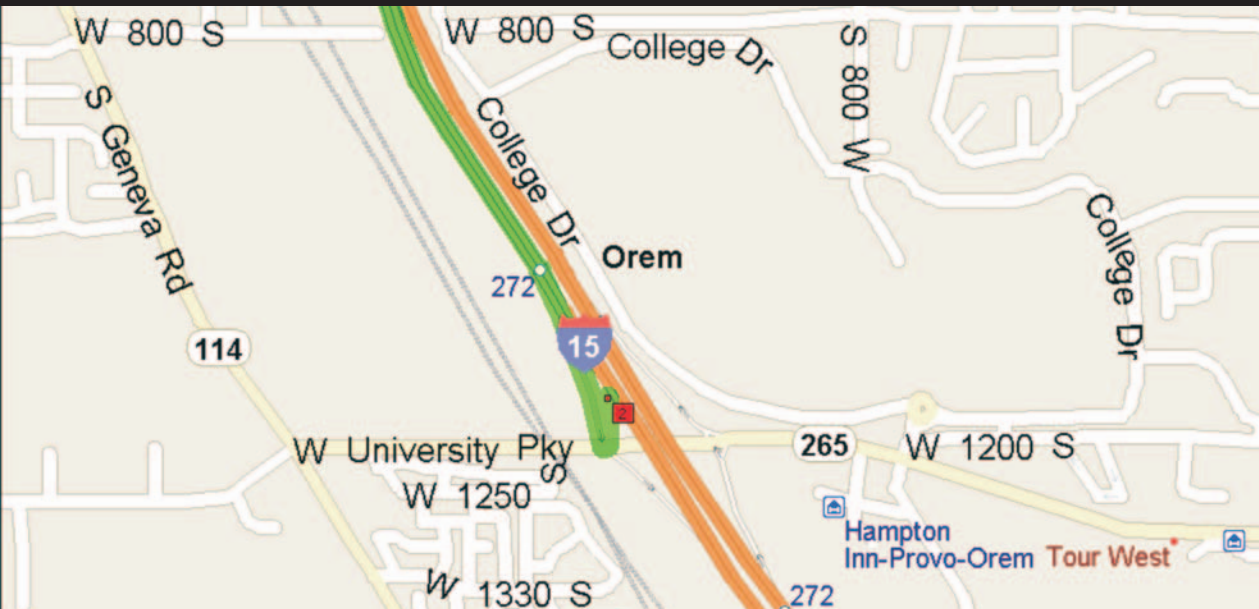 W 800 S
W 800 S
College Dr
S 800 W
S Geneva Rd
College Dr
College Dr
Orem
272
15
114
2
W University Pky
265
W 1200 S
W 1250 S
Hampton
Inn-Provo-Orem
Tour West
W 1330 S
272